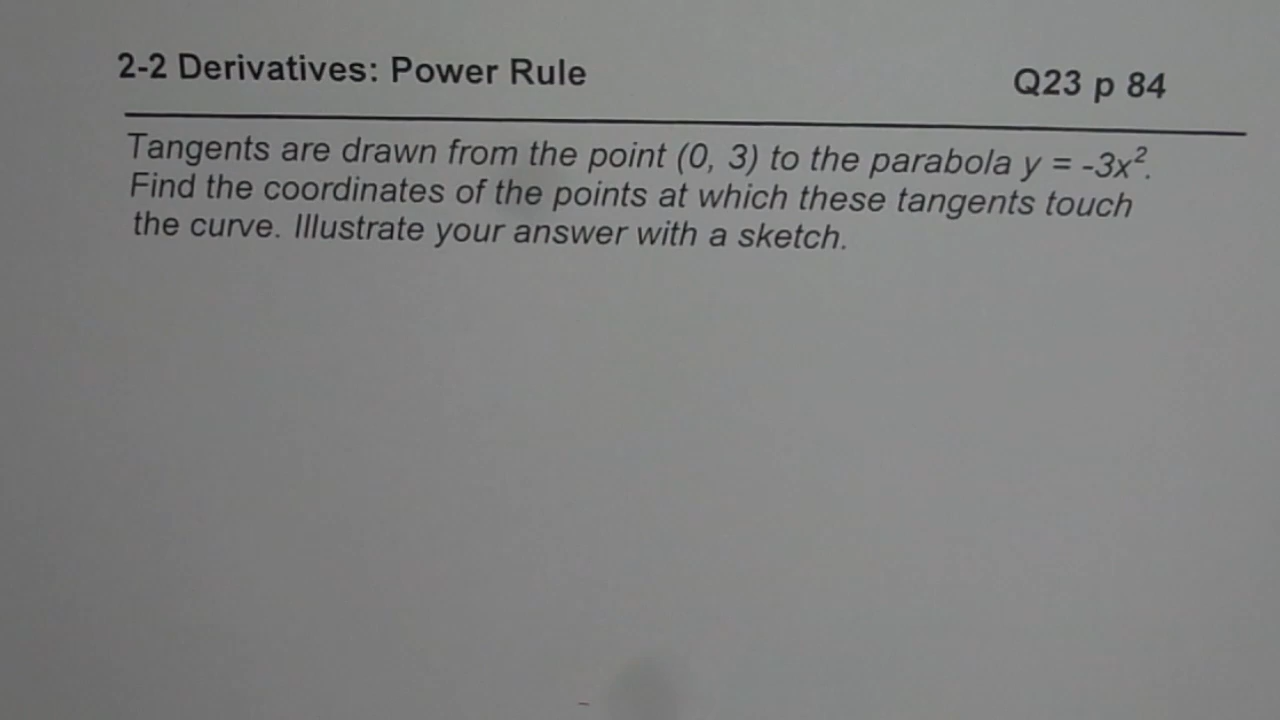 2-2 Derivatives: Power Rule Q23 p 84
Tangents are drawn from the point (0, 3) to the parabola y = -3x².
Find the coordinates of the points at which these tangents touch
the curve. Illustrate your answer with a sketch.